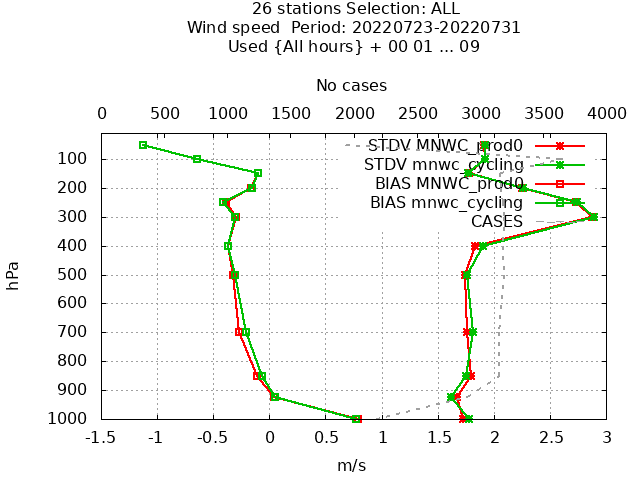 26 stations Selection: ALL
Wind speed  Period: 20220723-20220731
Used {All hours} + 00 01 ... 09
No cases
0 500 1000 1500 2000 2500 3000 3500 4000
STDV MNWC_prod0
STDV mnwc_cycling
BIAS MNWC_prod0
BIAS mnwc_cycling
CASES
hPa
100
200
300
400
500
600
700
800
900
1000
-1.5 -1 -0.5 0 0.5 1 1.5 2 2.5 3
m/s